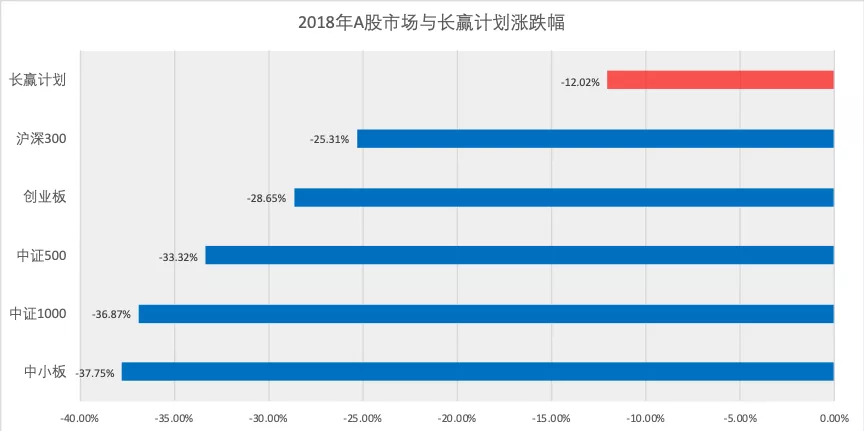 2018年A股市场与长赢计划涨跌幅
长赢计划 -12.02%
沪深300 -25.31%
创业板 -28.65%
中证500 -33.32%
中证1000 -36.87%
中小板 -37.75%
-40.00% -35.00% -30.00% -25.00% -20.00% -15.00% -10.00% -5.00% 0.00%